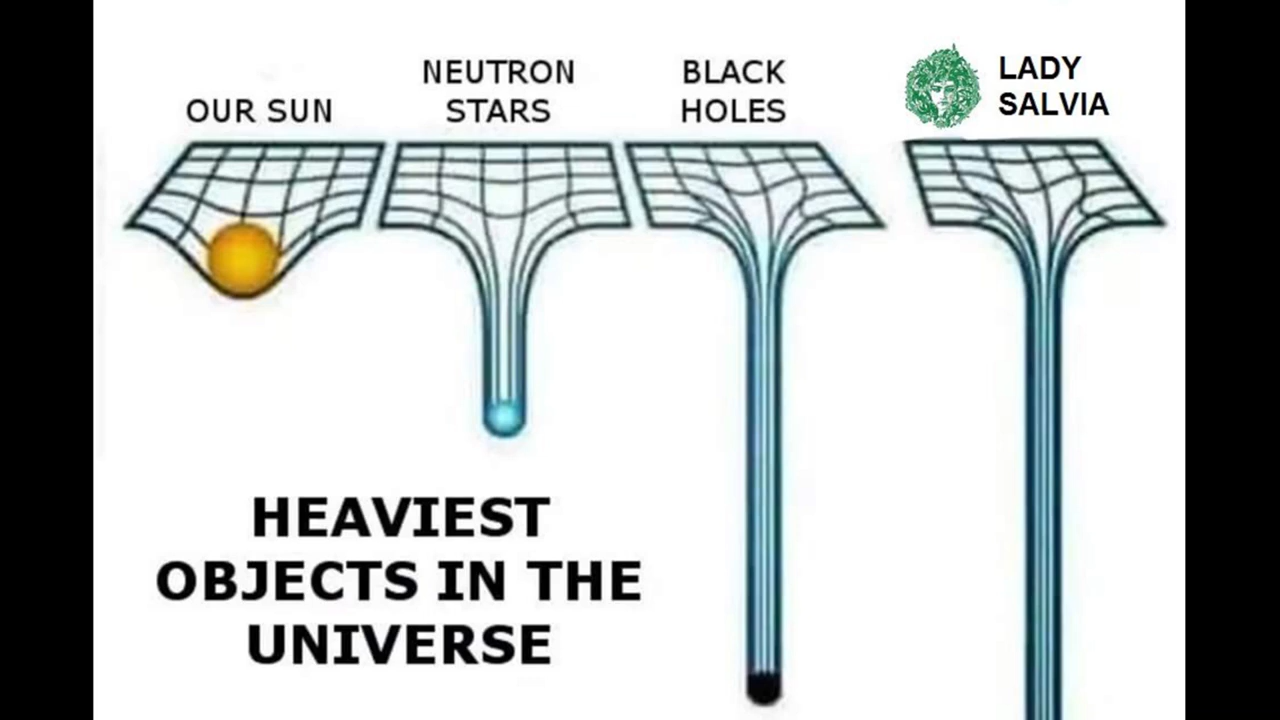 OUR SUN
NEUTRON
STARS
BLACK
HOLES
LADY
SALVIA
HEAVIEST
OBJECTS IN THE
UNIVERSE